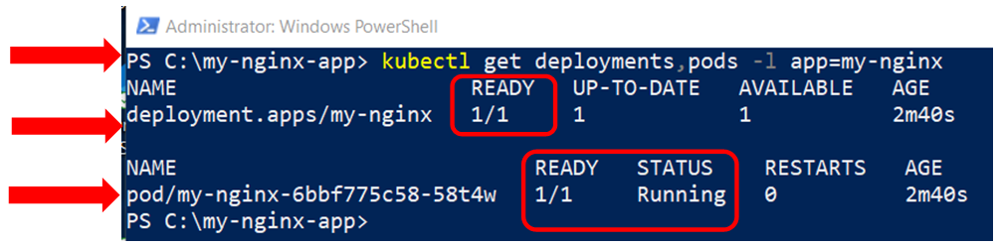 Administrator: Windows PowerShell
PS C:\my-nginx-app> kubectl get deployments,pods -l app=my-nginx
NAME READY UP-TO-DATE AVAILABLE AGE
deployment.apps/my-nginx 1/1 1 1 2m40s
NAME READY STATUS RESTARTS AGE
pod/my-nginx-6bbf775c58-58t4w 1/1 Running 0 2m40s
PS C:\my-nginx-app>